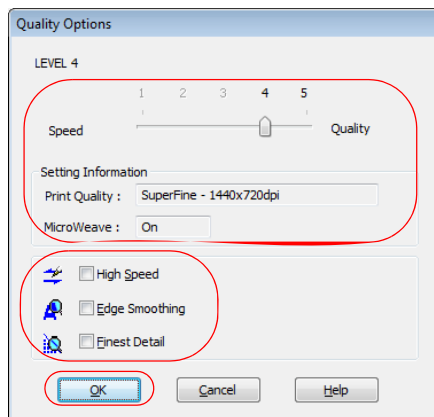 Quality Options
LEVEL 4
1 2 3 4 5
Speed Quality
Setting Information
Print Quality : SuperFine - 1440x720dpi
MicroWeave : On
High Speed
Edge Smoothing
Finest Detail
OK Cancel Help